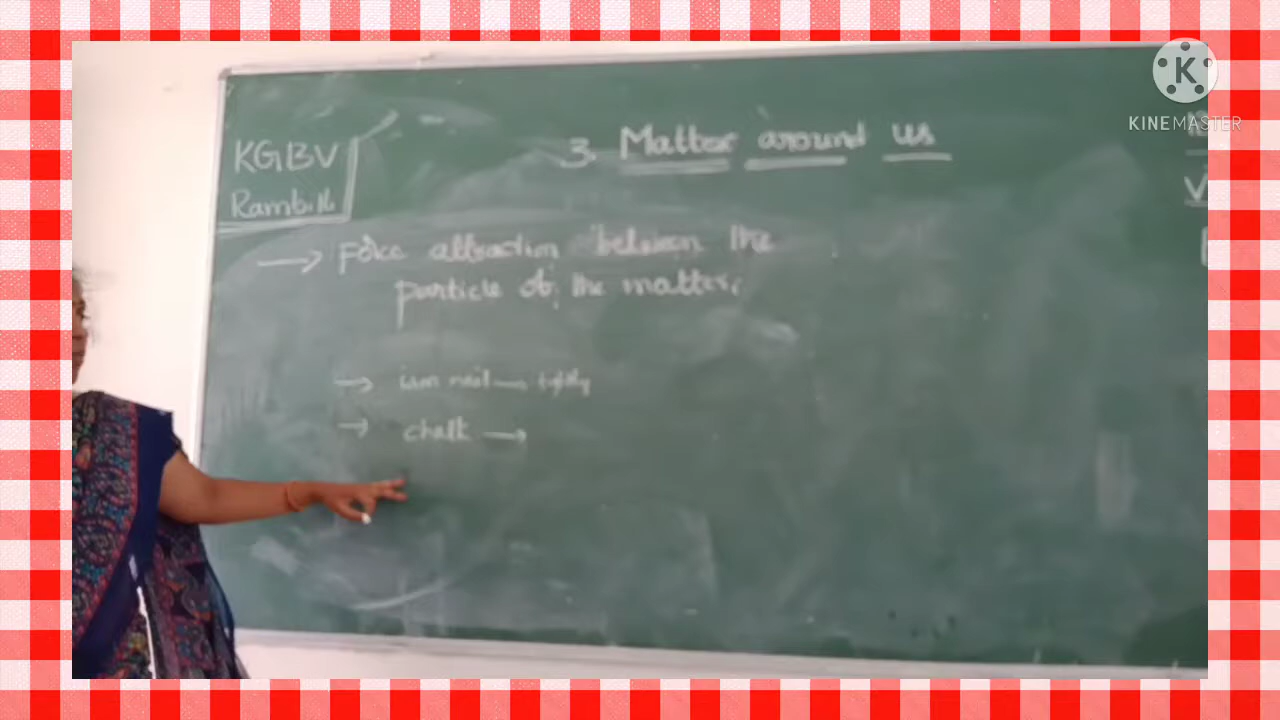 KGBV
Rambilli
3. Matter around us
→ Force attraction between the
particle of the matter.
→ iron nail — tightly
→ chalk →
V
KINEMASTER